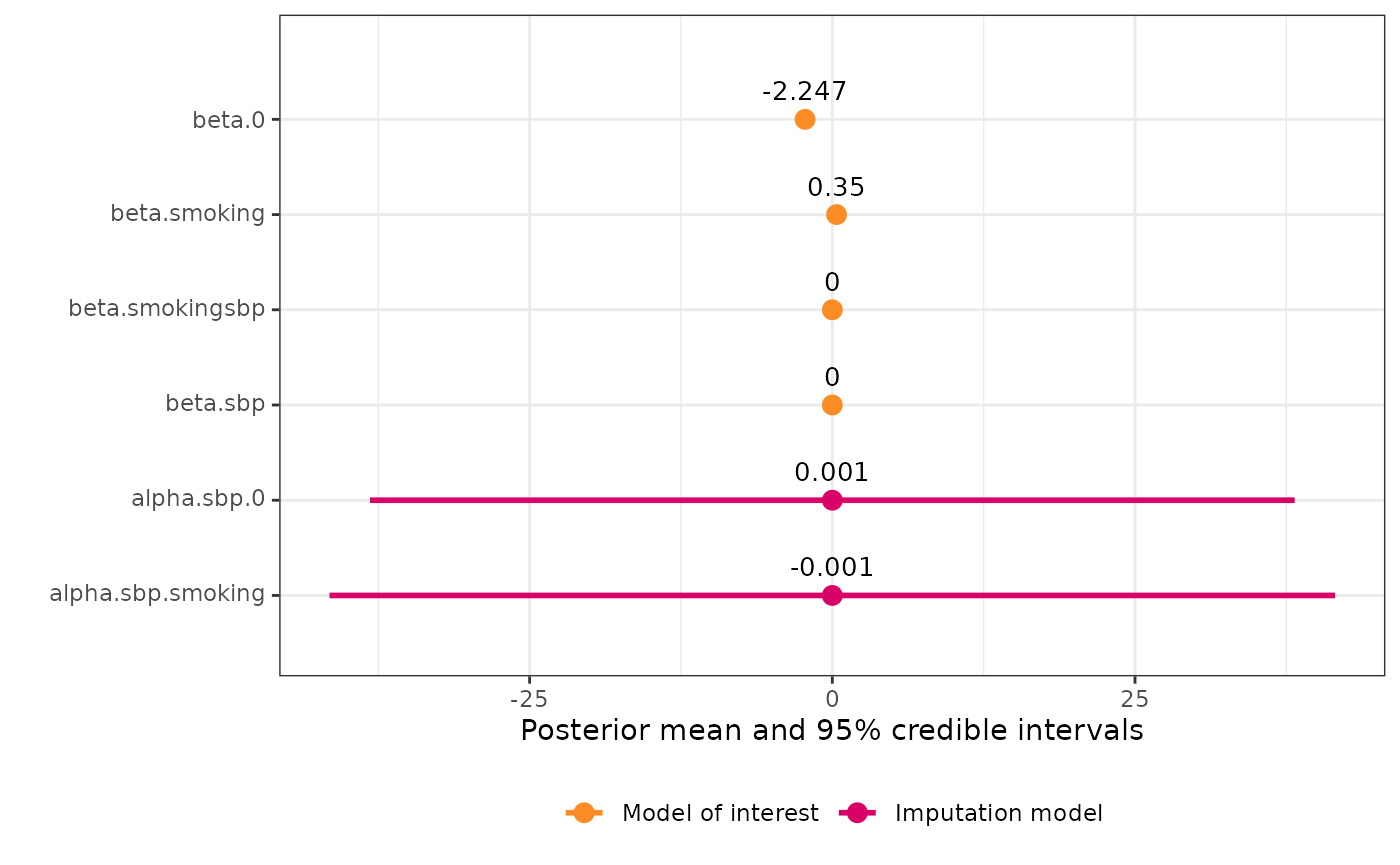 -2.247
beta.0
0.35
beta.smoking
0
beta.smokingsbp
0
beta.sbp
0.001
alpha.sbp.0
-0.001
alpha.sbp.smoking
-25 0 25
Posterior mean and 95% credible intervals
Model of interest Imputation model